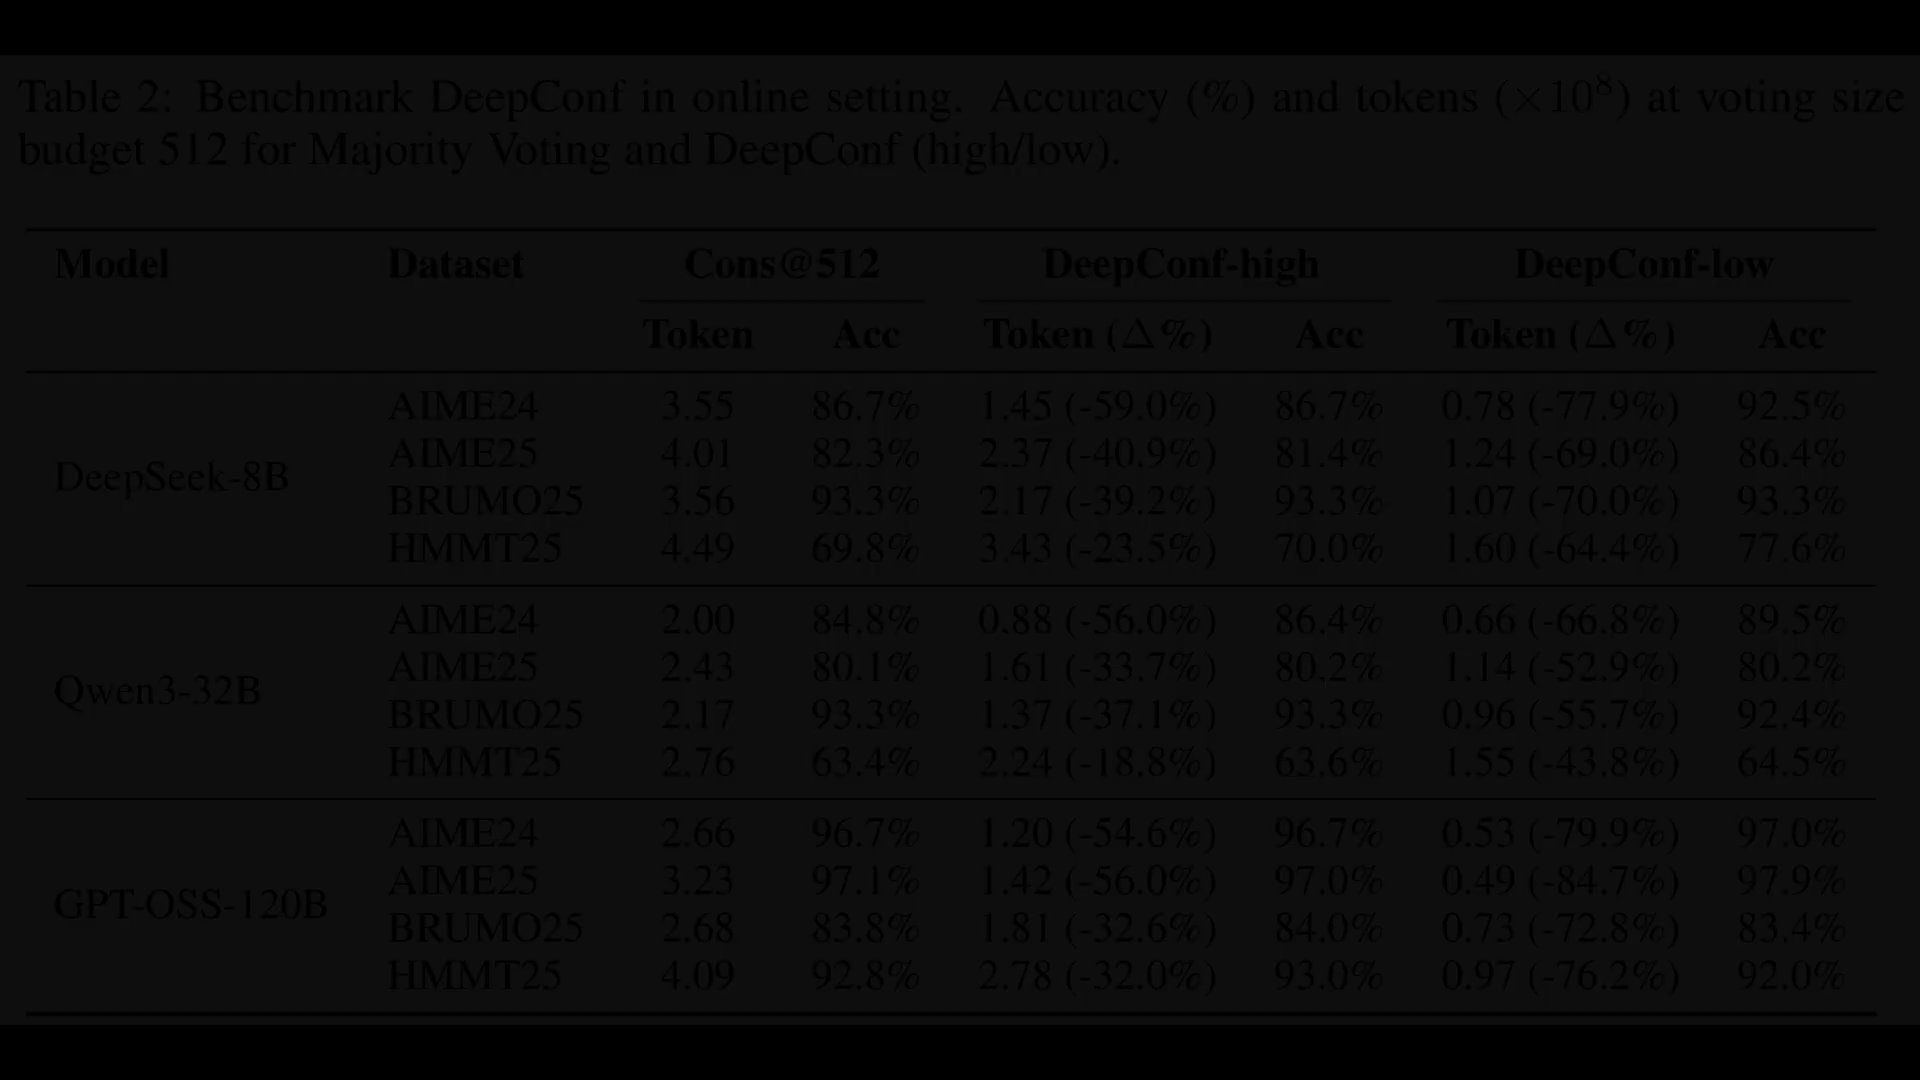 Table 2: Benchmark DeepConf in online setting. Accuracy (%) and tokens (×10⁸) at voting size
budget 512 for Majority Voting and DeepConf (high/low).
Model Dataset Cons@512 DeepConf-high DeepConf-low
Token Acc Token (Δ%) Acc Token (Δ%) Acc
DeepSeek-8B
AIME24 3.55 86.7% 1.45 (-59.0%) 86.7% 0.78 (-77.9%) 92.5%
AIME25 4.01 82.3% 2.37 (-40.9%) 81.4% 1.24 (-69.0%) 86.4%
BRUMO25 3.56 93.3% 2.17 (-39.2%) 93.3% 1.07 (-70.0%) 93.3%
HMMT25 4.49 69.8% 3.43 (-23.5%) 70.0% 1.60 (-64.4%) 77.6%
Qwen3-32B
AIME24 2.00 84.8% 0.88 (-56.0%) 86.4% 0.66 (-66.8%) 89.5%
AIME25 2.43 80.1% 1.61 (-33.7%) 80.2% 1.14 (-52.9%) 80.2%
BRUMO25 2.17 93.3% 1.37 (-37.1%) 93.3% 0.96 (-55.7%) 92.4%
HMMT25 2.76 63.4% 2.24 (-18.8%) 63.6% 1.55 (-43.8%) 64.5%
GPT-OSS-120B
AIME24 2.66 96.7% 1.20 (-54.6%) 96.7% 0.53 (-79.9%) 97.0%
AIME25 3.23 97.1% 1.42 (-56.0%) 97.0% 0.49 (-84.7%) 97.9%
BRUMO25 2.68 83.8% 1.81 (-32.6%) 84.0% 0.73 (-72.8%) 83.4%
HMMT25 4.09 92.8% 2.78 (-32.0%) 93.0% 0.97 (-76.2%) 92.0%